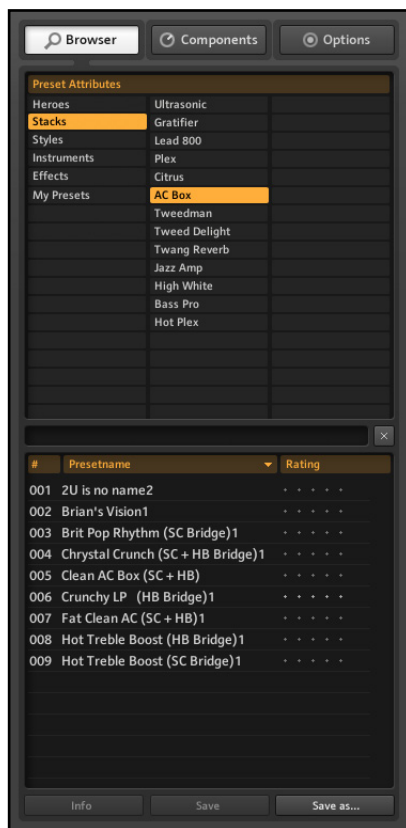 Browser Components Options
Preset Attributes
Heroes Ultrasonic
Stacks Gratifier
Styles Lead 800
Instruments Plex
Effects Citrus
My Presets AC Box
Tweedman
Tweed Delight
Twang Reverb
Jazz Amp
High White
Bass Pro
Hot Plex
# Presetname Rating
001 2U is no name2
002 Brian's Vision1
003 Brit Pop Rhythm (SC Bridge)1
004 Chrystal Crunch (SC + HB Bridge)1
005 Clean AC Box (SC + HB)
006 Crunchy LP (HB Bridge)1
007 Fat Clean AC (SC + HB)1
008 Hot Treble Boost (HB Bridge)1
009 Hot Treble Boost (SC Bridge)1
Info Save Save as...